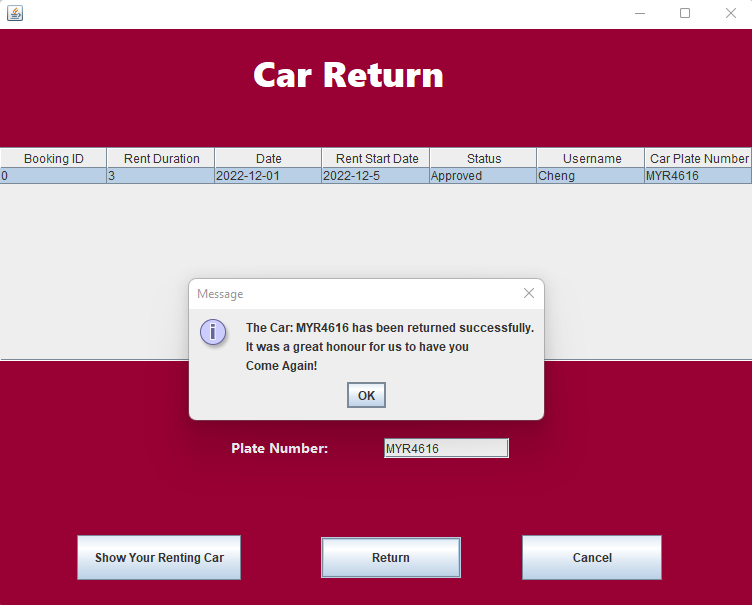 Car Return
Booking ID Rent Duration Date Rent Start Date Status Username Car Plate Number
0 3 2022-12-01 2022-12-5 Approved Cheng MYR4616
Message
The Car: MYR4616 has been returned successfully.
It was a great honour for us to have you
Come Again!
OK
Plate Number: MYR4616
Show Your Renting Car Return Cancel